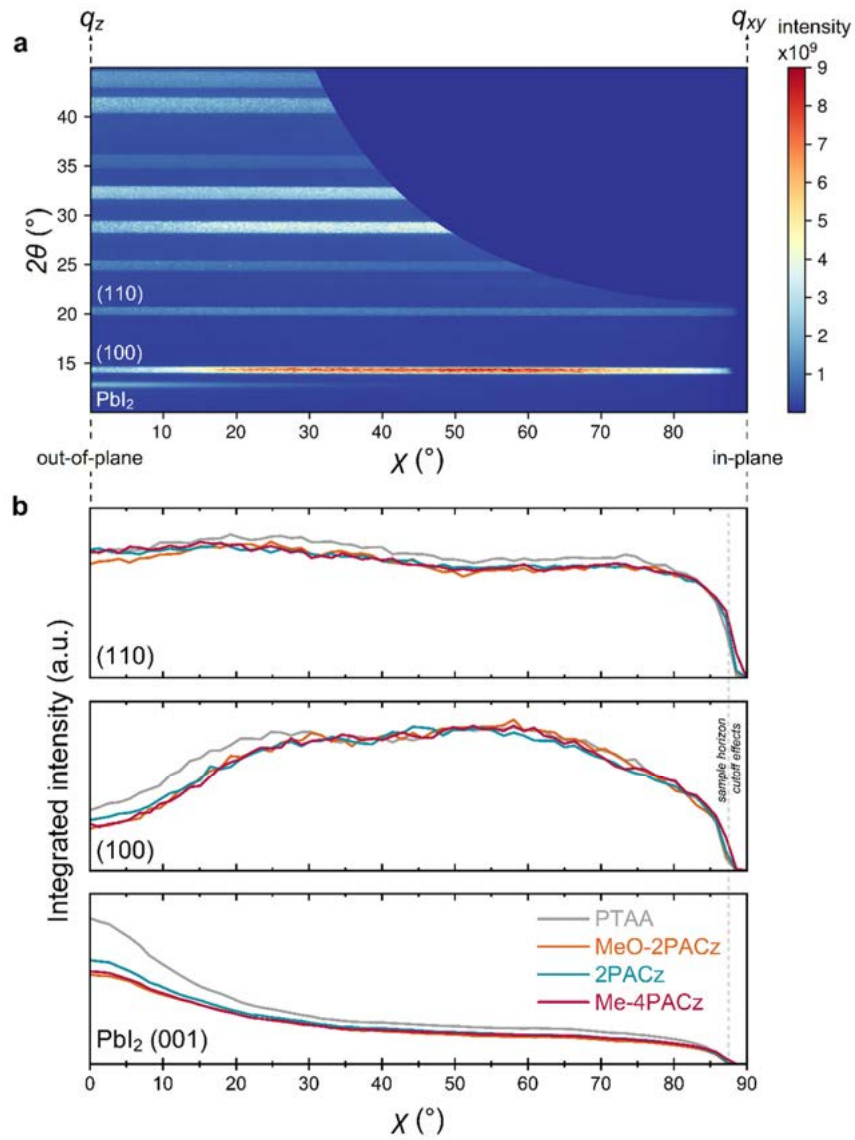 q_z
q_xy
a
intensity
x10⁹
2θ (°)
40
35
30
25
20
15
(110)
(100)
PbI₂
9
8
7
6
5
4
3
2
1
10 20 30 40 50 60 70 80
out-of-plane
χ (°)
in-plane
b
Integrated intensity (a.u.)
(110)
(100)
sample horizon
cutoff effects
PTAA
MeO-2PACz
2PACz
Me-4PACz
PbI₂ (001)
0 10 20 30 40 50 60 70 80 90
χ (°)